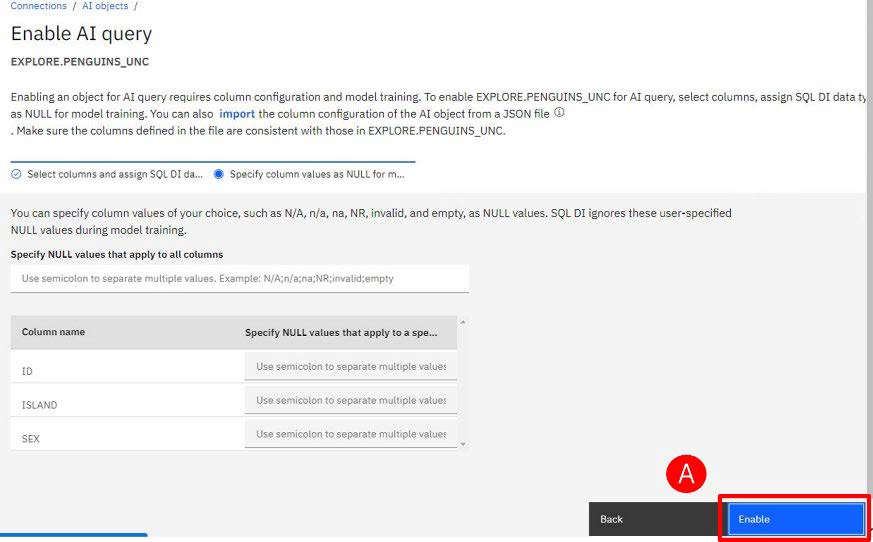 Connections / AI objects /
Enable AI query
EXPLORE.PENGUINS_UNC
Enabling an object for AI query requires column configuration and model training. To enable EXPLORE.PENGUINS_UNC for AI query, select columns, assign SQL DI data ty
as NULL for model training. You can also import the column configuration of the AI object from a JSON file
. Make sure the columns defined in the file are consistent with those in EXPLORE.PENGUINS_UNC.
Select columns and assign SQL DI da... Specify column values as NULL for m...
You can specify column values of your choice, such as N/A, n/a, na, NR, invalid, and empty, as NULL values. SQL DI ignores these user-specified
NULL values during model training.
Specify NULL values that apply to all columns
Use semicolon to separate multiple values. Example: N/A;n/a;na;NR;invalid;empty
Column name Specify NULL values that apply to a spe...
ID Use semicolon to separate multiple values
ISLAND Use semicolon to separate multiple values
SEX Use semicolon to separate multiple values
A
Back Enable